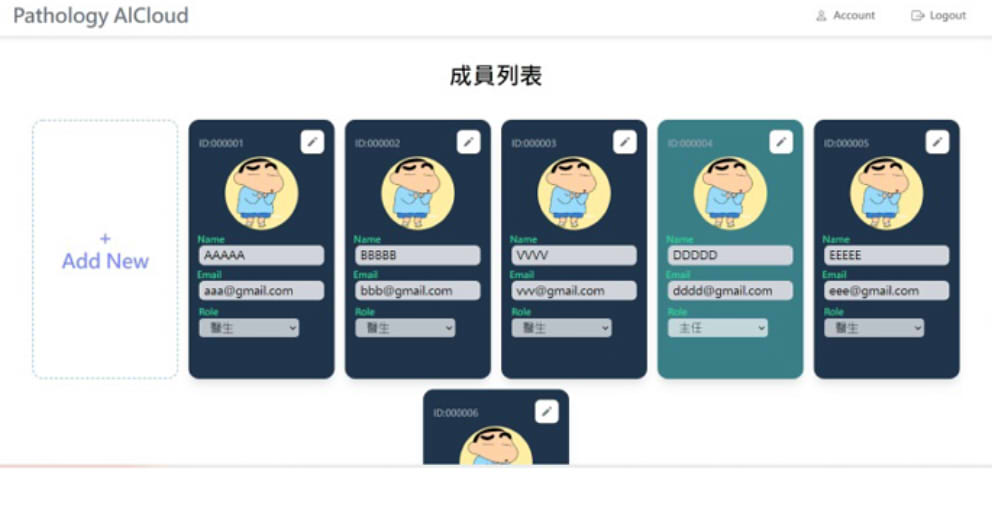 Pathology AlCloud
Account
Logout
成員列表
+
Add New
ID:000001
Name
AAAAA
Email
aaa@gmail.com
Role
醫生
ID:000002
Name
BBBBB
Email
bbb@gmail.com
Role
醫生
ID:000003
Name
VVVV
Email
vvv@gmail.com
Role
醫生
ID:000004
Name
DDDDD
Email
dddd@gmail.com
Role
主任
ID:000005
Name
EEEEE
Email
eee@gmail.com
Role
醫生
ID:000006